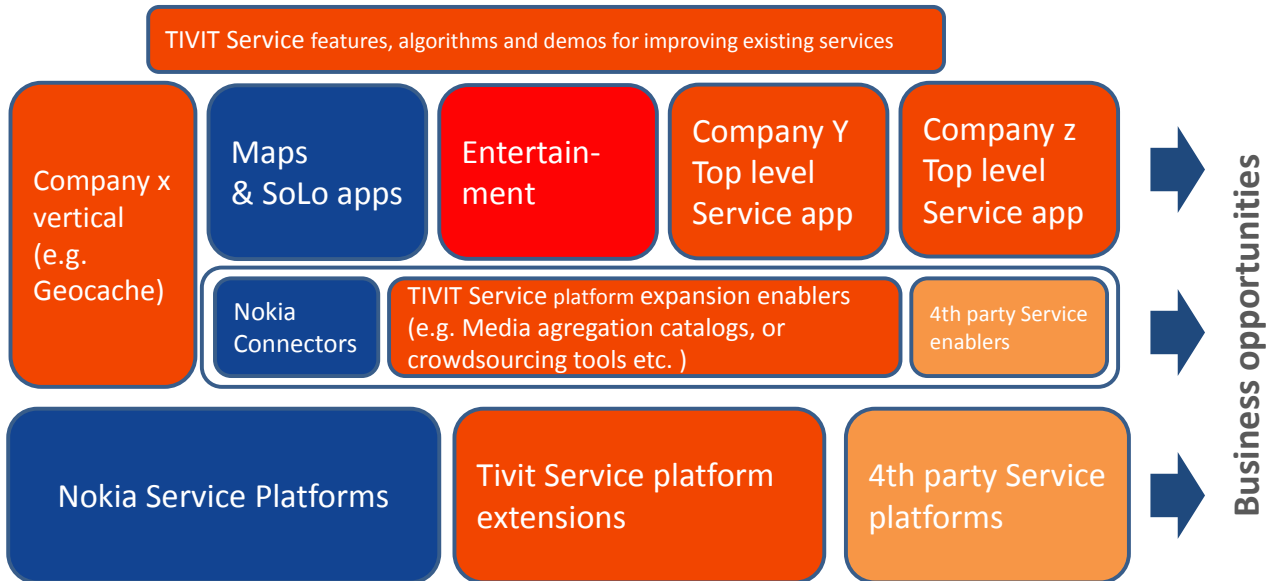 TIVIT Service features, algorithms and demos for improving existing services
Company x
vertical
(e.g.
Geocache)
Maps
& SoLo apps
Entertain-
ment
Company Y
Top level
Service app
Company z
Top level
Service app
Nokia
Connectors
TIVIT Service platform expansion enablers
(e.g. Media agregation catalogs, or
crowdsourcing tools etc. )
4th party Service
enablers
Nokia Service Platforms
Tivit Service platform
extensions
4th party Service
platforms
Business opportunities